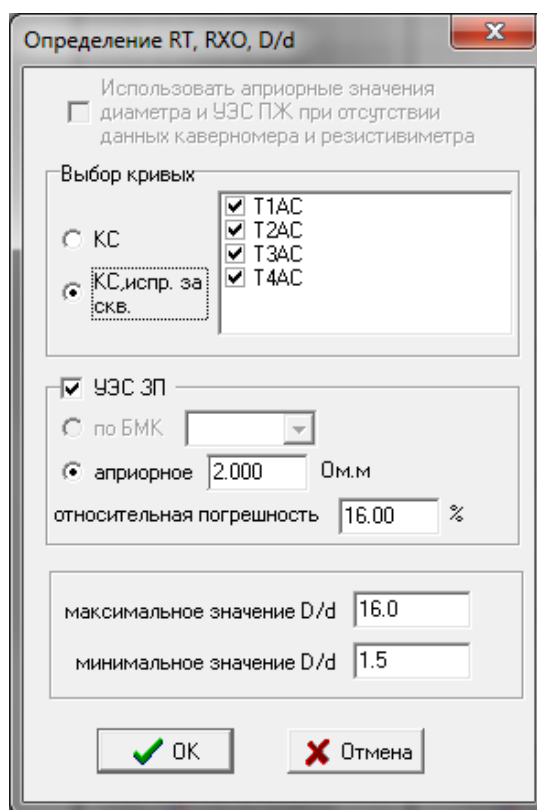 Определение RT, RXO, D/d
Использовать априорные значения
диаметра и УЭС ПЖ при отсутствии
данных каверномера и резистивиметра
Выбор кривых
КС
КС,испр. за
скв.
T1AC
T2AC
T3AC
T4AC
УЭС ЗП
по БМК
априорное 2.000 Ом.м
относительная погрешность 16.00 %
максимальное значение D/d 16.0
минимальное значение D/d 1.5
OK
Отмена